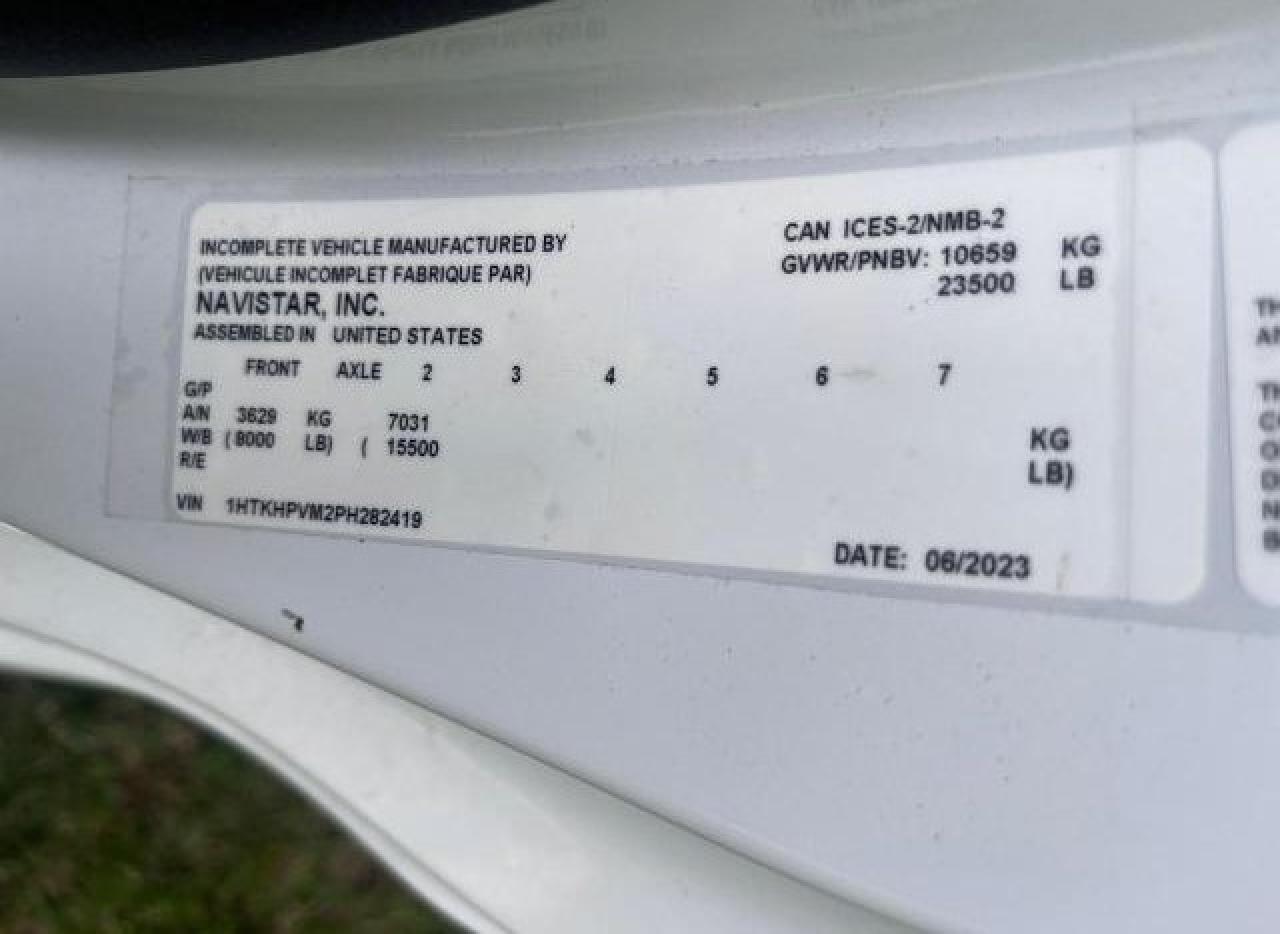 INCOMPLETE VEHICLE MANUFACTURED BY
(VEHICULE INCOMPLET FABRIQUE PAR)
NAVISTAR, INC.
ASSEMBLED IN UNITED STATES
CAN ICES-2/NMB-2
GVWR/PNBV: 10659 KG
23500 LB
FRONT AXLE 2 3 4 5 6 7
G/P
A/N 3629 KG 7031 KG
W/B (8000 LB) ( 15500 LB)
R/E
VIN 1HTKHPVM2PH282419
DATE: 06/2023